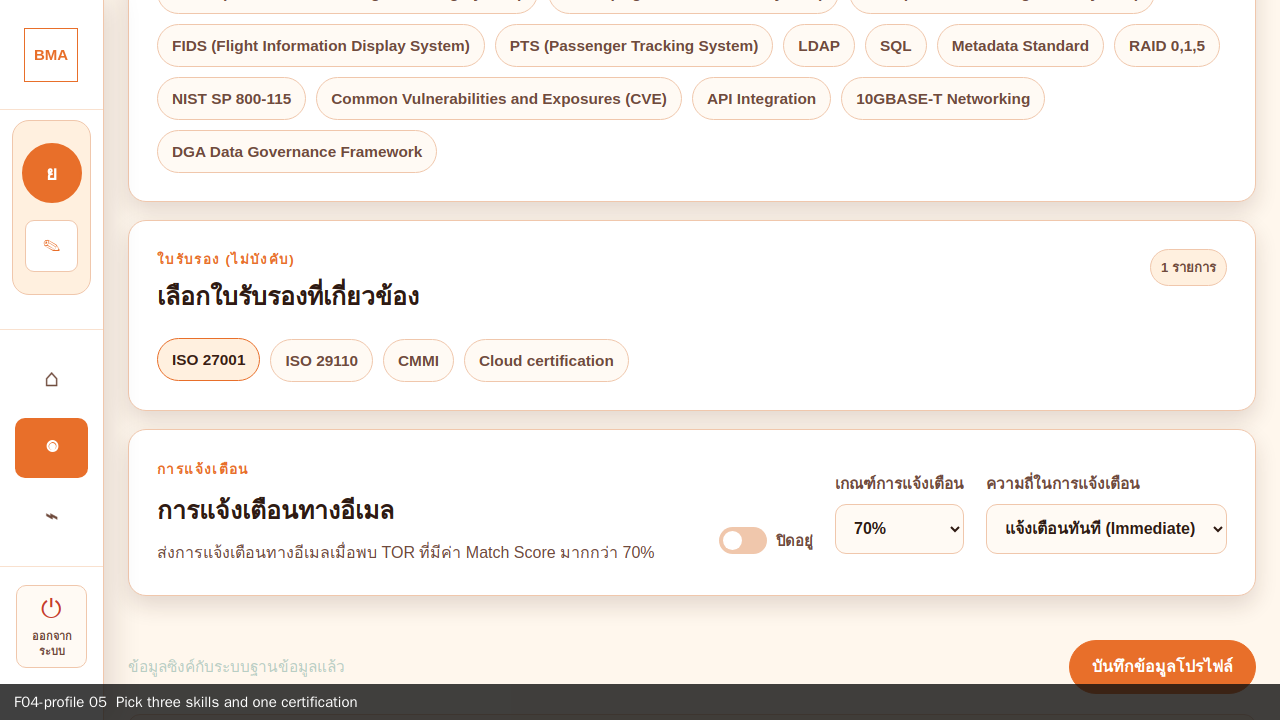 BMA
ย
ออกจาก
ระบบ
FIDS (Flight Information Display System) PTS (Passenger Tracking System) LDAP SQL Metadata Standard RAID 0,1,5
NIST SP 800-115 Common Vulnerabilities and Exposures (CVE) API Integration 10GBASE-T Networking
DGA Data Governance Framework
ใบรับรอง (ไม่บังคับ)
1 รายการ
เลือกใบรับรองที่เกี่ยวข้อง
ISO 27001 ISO 29110 CMMI Cloud certification
การแจ้งเตือน
การแจ้งเตือนทางอีเมล
ส่งการแจ้งเตือนทางอีเมลเมื่อพบ TOR ที่มีค่า Match Score มากกว่า 70%
ปิดอยู่
เกณฑ์การแจ้งเตือน
70%
ความถี่ในการแจ้งเตือน
แจ้งเตือนทันที (Immediate)
ข้อมูลซิงค์กับระบบฐานข้อมูลแล้ว
บันทึกข้อมูลโปรไฟล์
F04-profile 05 Pick three skills and one certification